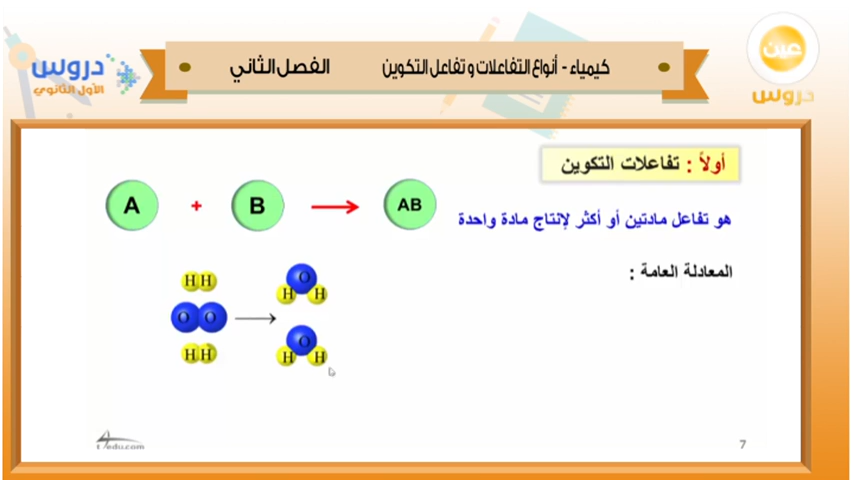 دروس
الأول الثانوي
كيمياء - أنواع التفاعلات و تفاعل التكوين الفصل الثاني
عين
دروس
أولاً : تفاعلات التكوين
A + B → AB
هو تفاعل مادتين أو أكثر لإنتاج مادة واحدة
المعادلة العامة :
H H
O
H H
O O →
O
H H
H H
7